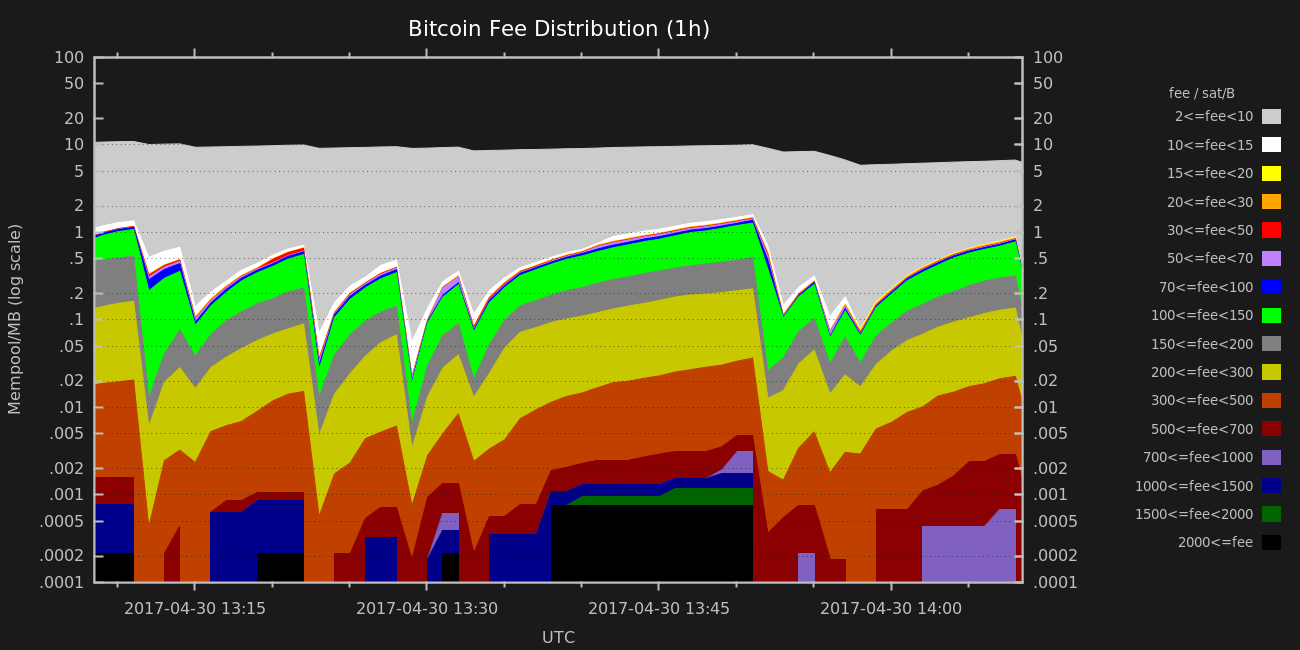 Bitcoin Fee Distribution (1h)
Mempool/MB (log scale)
100
50
20
10
5
2
1
.5
.2
.1
.05
.02
.01
.005
.002
.001
.0005
.0002
.0001
100
50
20
10
5
2
1
.5
.2
.1
.05
.02
.01
.005
.002
.001
.0005
.0002
.0001
2017-04-30 13:15
2017-04-30 13:30
2017-04-30 13:45
2017-04-30 14:00
UTC
fee / sat/B
2<=fee<10
10<=fee<15
15<=fee<20
20<=fee<30
30<=fee<50
50<=fee<70
70<=fee<100
100<=fee<150
150<=fee<200
200<=fee<300
300<=fee<500
500<=fee<700
700<=fee<1000
1000<=fee<1500
1500<=fee<2000
2000<=fee